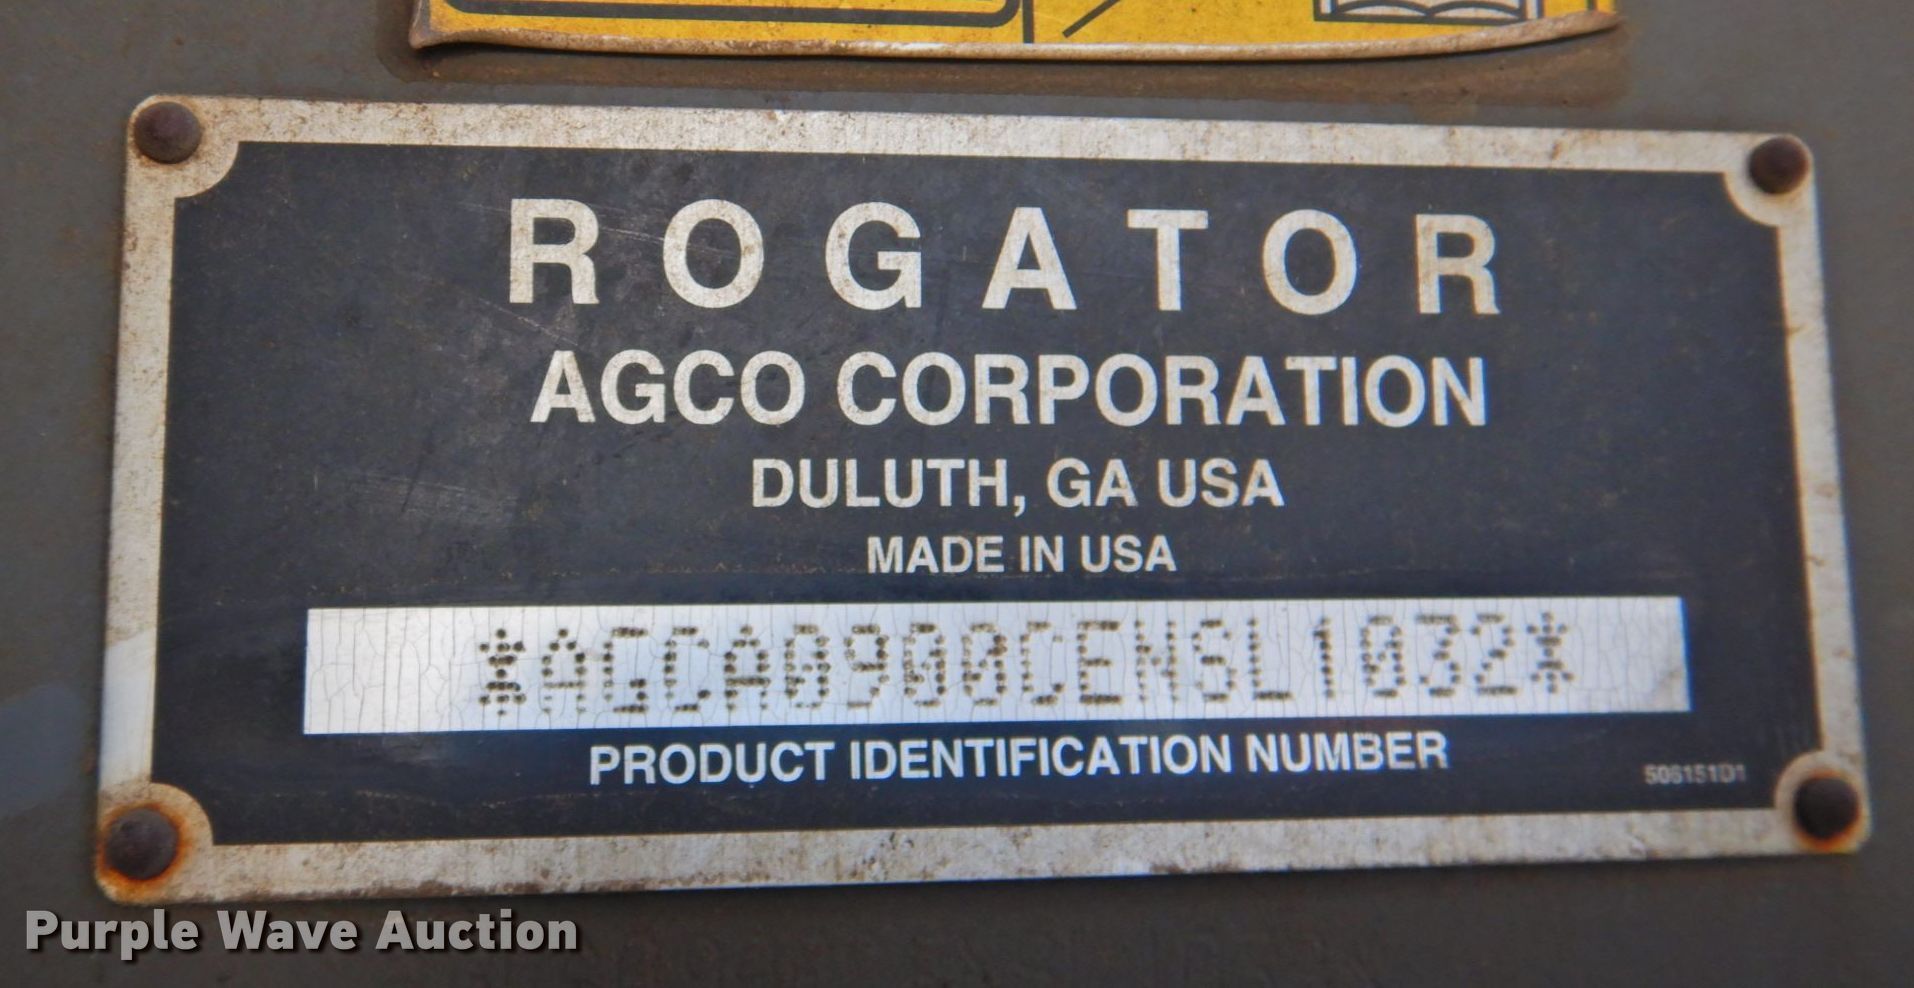 ROGATOR
AGCO CORPORATION
DULUTH, GA USA
MADE IN USA
*AGCA0900CENSL1032*
PRODUCT IDENTIFICATION NUMBER
506151D1
Purple Wave Auction